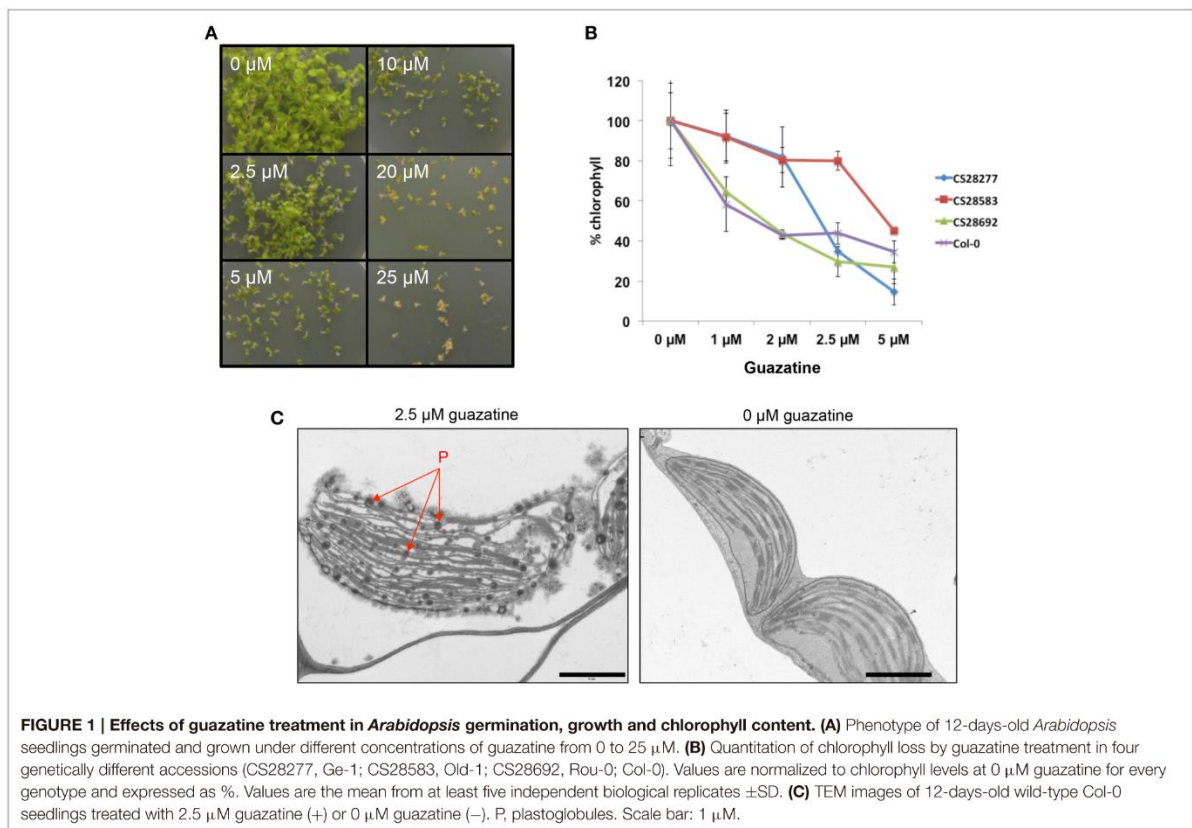 A
0 µM
10 µM
2.5 µM
20 µM
5 µM
25 µM
B
120
100
80
60
40
20
0
% chlorophyll
0 µM 1 µM 2 µM 2.5 µM 5 µM
Guazatine
CS28277
CS28583
CS28692
Col-0
C
2.5 µM guazatine
0 µM guazatine
P
FIGURE 1 | Effects of guazatine treatment in Arabidopsis germination, growth and chlorophyll content. (A) Phenotype of 12-days-old Arabidopsis
seedlings germinated and grown under different concentrations of guazatine from 0 to 25 µM. (B) Quantitation of chlorophyll loss by guazatine treatment in four
genetically different accessions (CS28277, Ge-1; CS28583, Old-1; CS28692, Rou-0; Col-0). Values are normalized to chlorophyll levels at 0 µM guazatine for every
genotype and expressed as %. Values are the mean from at least five independent biological replicates ±SD. (C) TEM images of 12-days-old wild-type Col-0
seedlings treated with 2.5 µM guazatine (+) or 0 µM guazatine (−). P, plastoglobules. Scale bar: 1 µM.